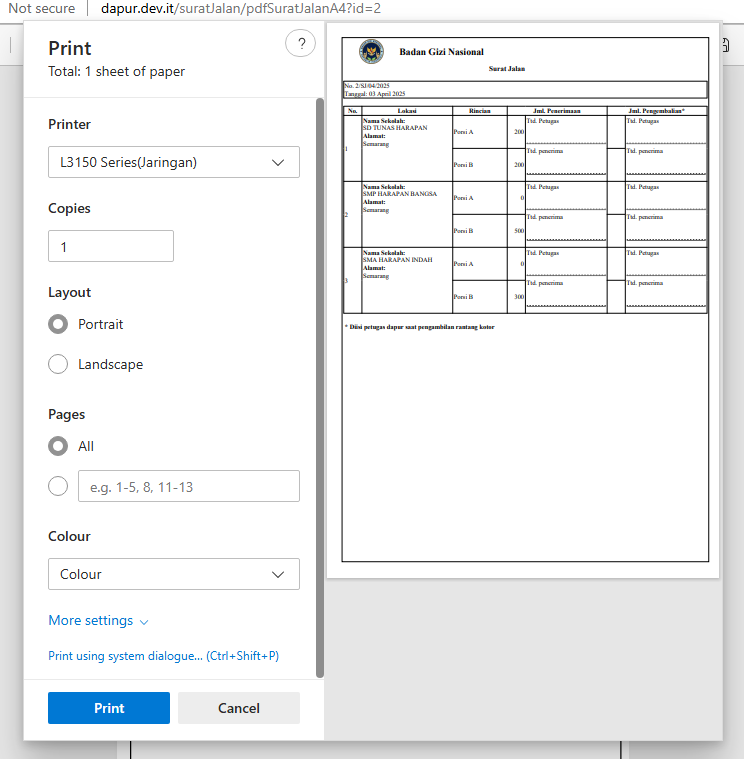 Not secure dapur.dev.it/suratJalan/pdfSuratJalanA4?id=2
Print
?
Total: 1 sheet of paper
Printer
L3150 Series(Jaringan)
Copies
1
Layout
Portrait
Landscape
Pages
All
e.g. 1-5, 8, 11-13
Colour
Colour
More settings
Print using system dialogue... (Ctrl+Shift+P)
Print Cancel
Badan Gizi Nasional
Surat Jalan
No. 2/SJ/04/2025
Tanggal: 03 April 2025
No. Lokasi Rincian Jml. Penerimaan Jml. Pengembalian*
1
Nama Sekolah:
SD TUNAS HARAPAN
Alamat:
Semarang
Porsi A 200 Ttd. Petugas Ttd. Petugas
Porsi B 200 Ttd. penerima Ttd. penerima
2
Nama Sekolah:
SMP HARAPAN BANGSA
Alamat:
Semarang
Porsi A 0 Ttd. Petugas Ttd. Petugas
Porsi B 500 Ttd. penerima Ttd. penerima
3
Nama Sekolah:
SMA HARAPAN INDAH
Alamat:
Semarang
Porsi A 0 Ttd. Petugas Ttd. Petugas
Porsi B 300 Ttd. penerima Ttd. penerima
* Diisi petugas dapur saat pengambilan rantang kotor